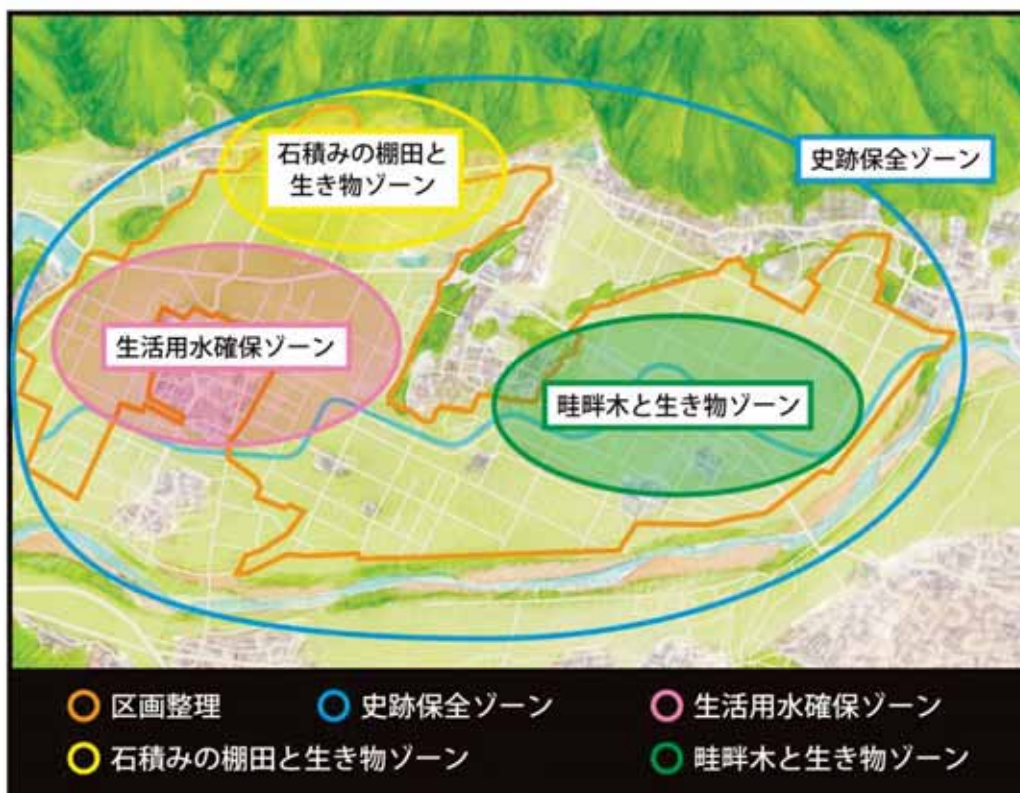 石積みの棚田と
生き物ゾーン
史跡保全ゾーン
生活用水確保ゾーン
畦畔木と生き物ゾーン
区画整理
史跡保全ゾーン
生活用水確保ゾーン
石積みの棚田と生き物ゾーン
畦畔木と生き物ゾーン